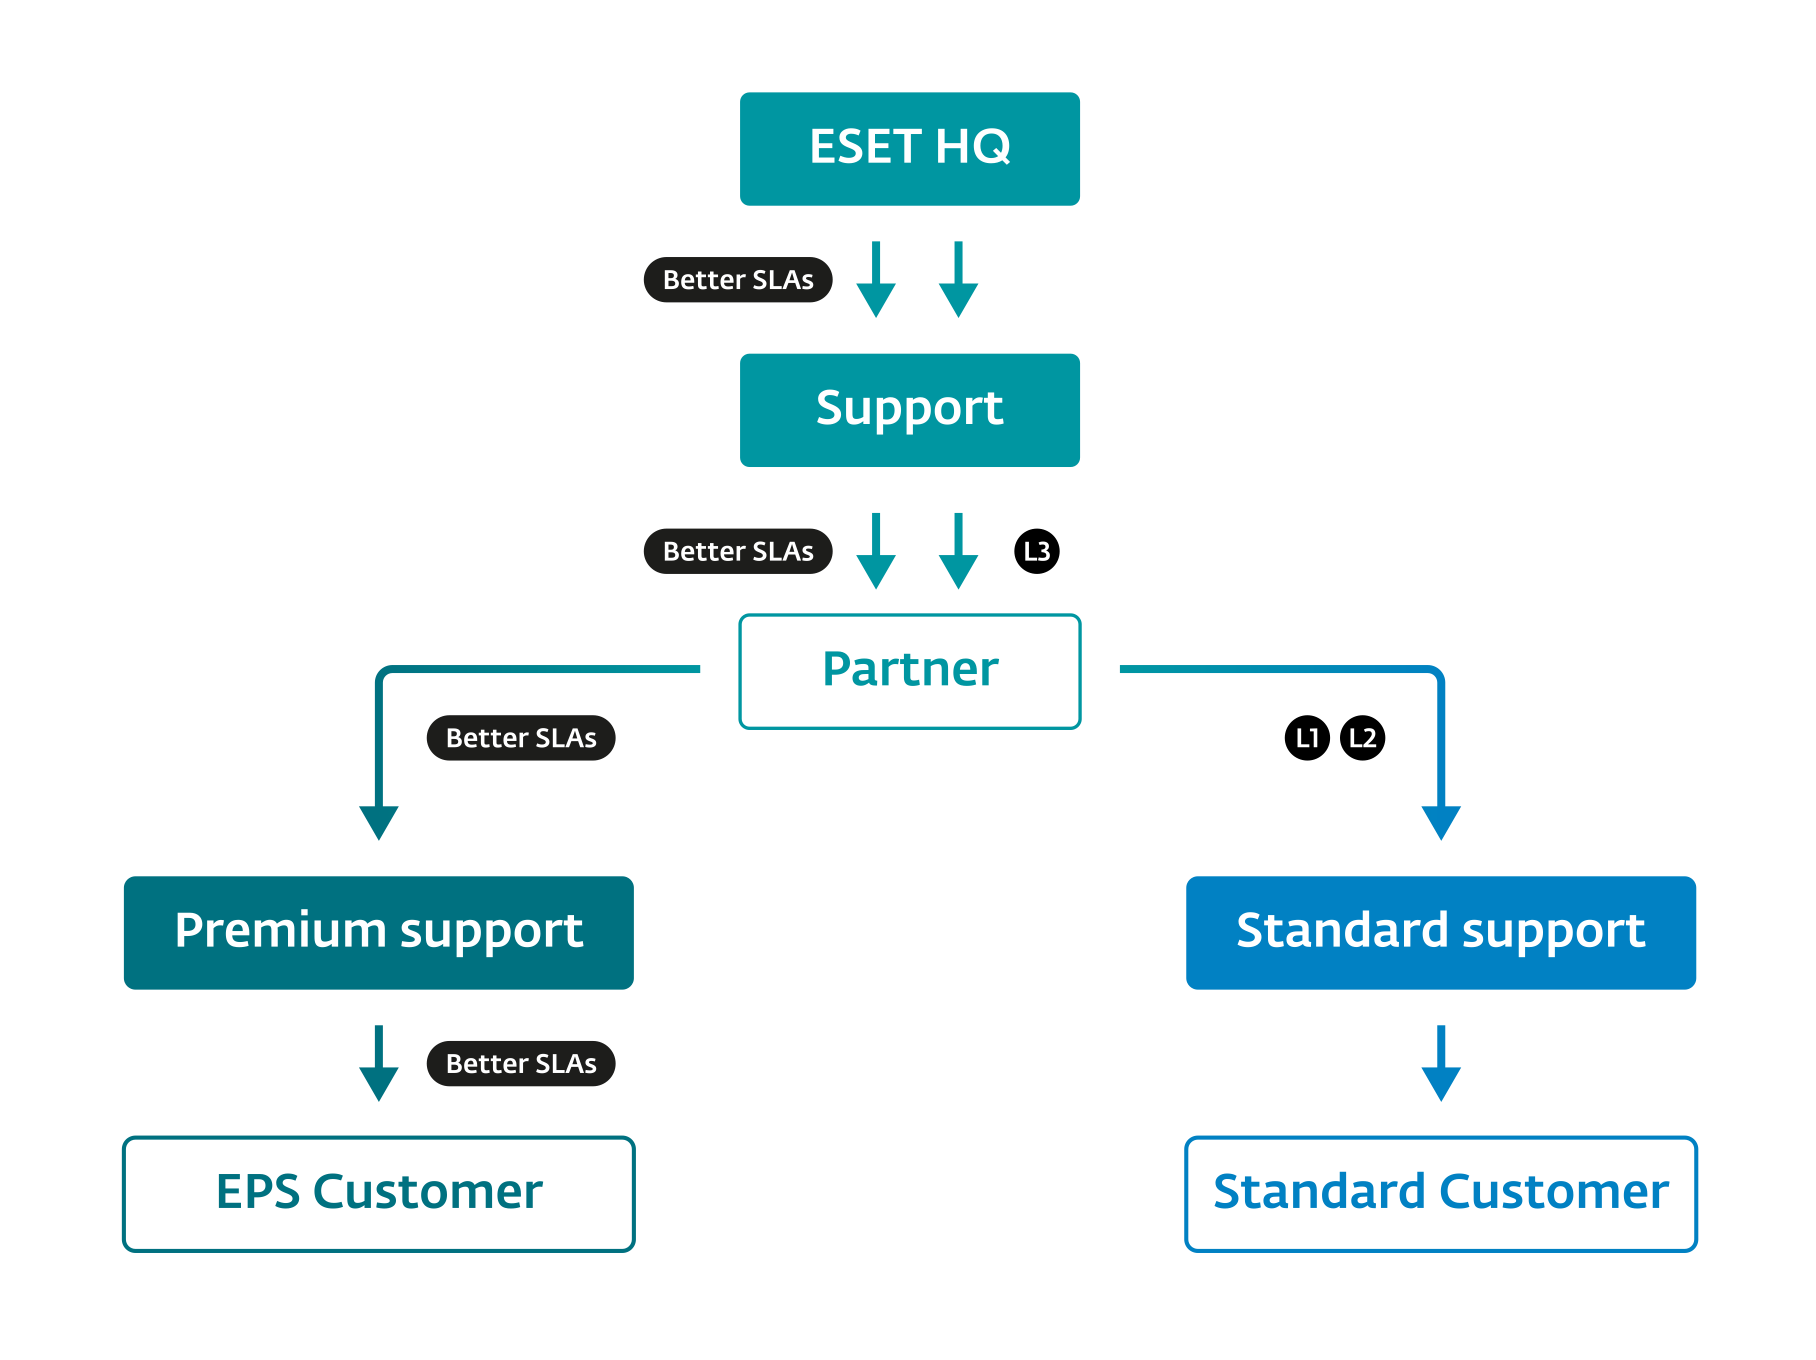 ESET HQ
Better SLAs
Support
Better SLAs
L3
Partner
Better SLAs
L1
L2
Premium support
Standard support
Better SLAs
EPS Customer
Standard Customer